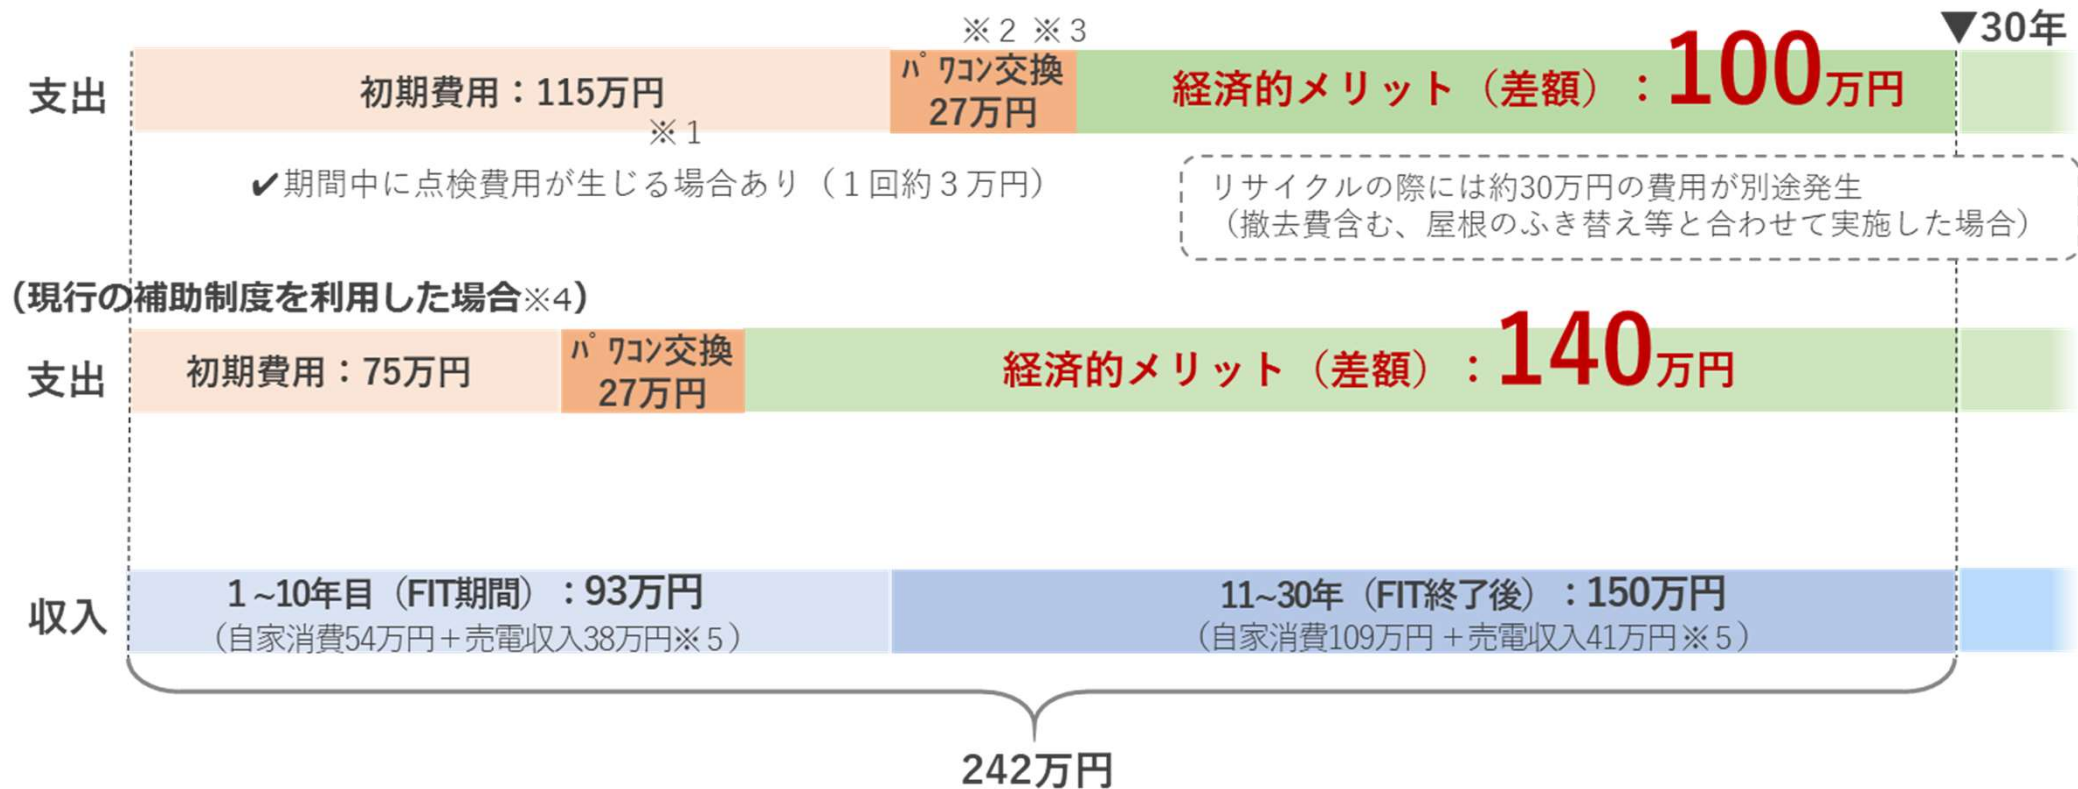 ※2 ※3
▼30年
支出
初期費用：115万円
ﾊﾟﾜｺﾝ交換
27万円
経済的メリット（差額）：100万円
※1
✔期間中に点検費用が生じる場合あり（１回約３万円）
リサイクルの際には約30万円の費用が別途発生
（撤去費含む、屋根のふき替え等と合わせて実施した場合）
（現行の補助制度を利用した場合※4）
支出
初期費用：75万円
ﾊﾟﾜｺﾝ交換
27万円
経済的メリット（差額）：140万円
収入
1~10年目（FIT期間）：93万円
（自家消費54万円＋売電収入38万円※５）
11~30年（FIT終了後）：150万円
（自家消費109万円＋売電収入41万円※５）
242万円